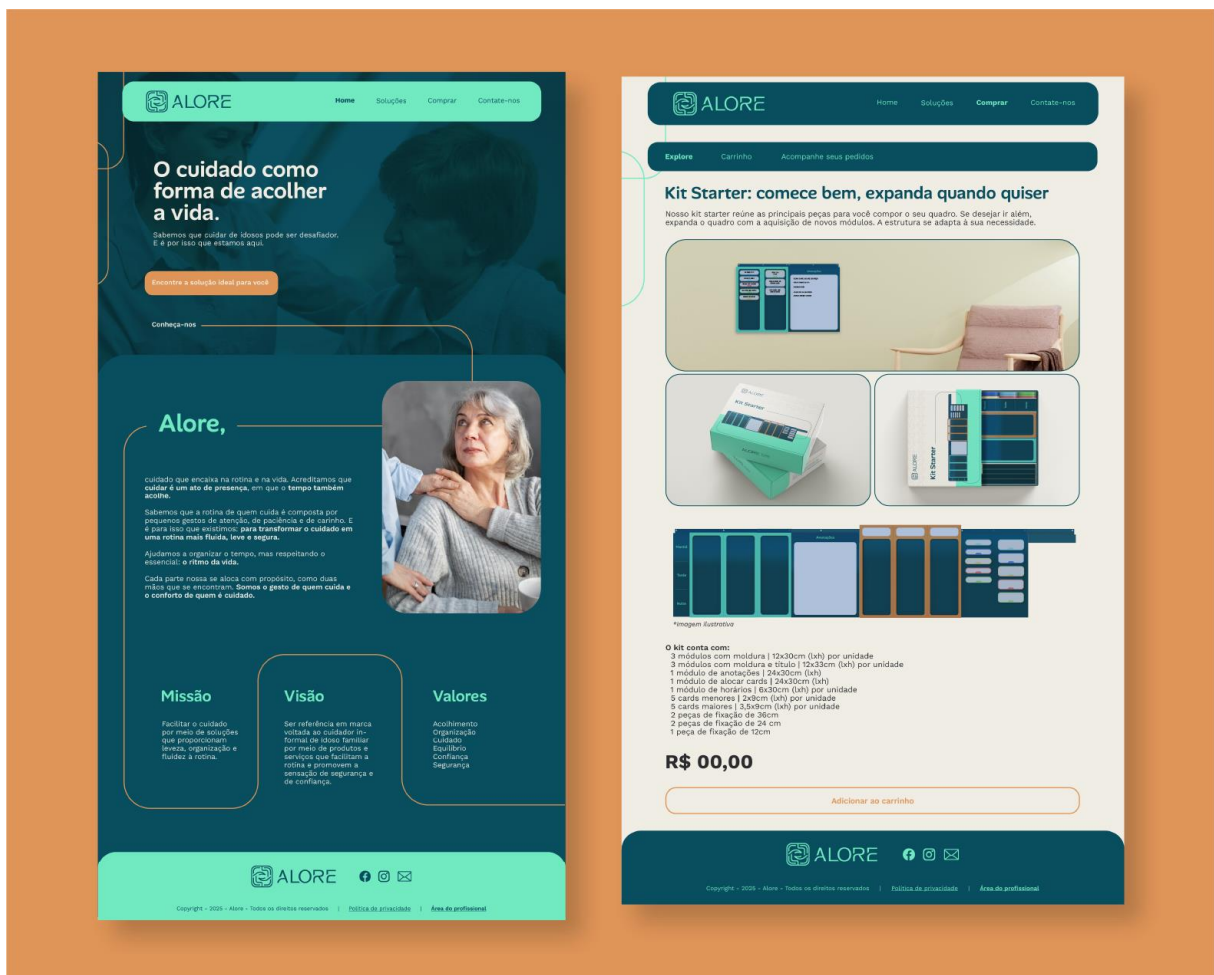 ALORE
Home Soluções Comprar Contate-nos
O cuidado como
forma de acolher
a vida.
Sabemos que cuidar de idosos pode ser desafiador.
E é por isso que estamos aqui.
Encontre a solução ideal para você
Conheça-nos
Alore,
cuidado que encaixa na rotina e na vida. Acreditamos que
cuidar é um ato de presença, em que o tempo também
acolhe.
Sabemos que a rotina de quem cuida é composta por
pequenos gestos de atenção, de paciência e de carinho. E
é para isso que existimos: para transformar o cuidado em
uma rotina mais fluida, leve e segura.
Ajudamos a organizar o tempo, mas respeitando o
essencial: o ritmo da vida.
Cada parte nossa se aloca com propósito, como duas
mãos que se encontram. Somos o gesto de quem cuida e
o conforto de quem é cuidado.
Missão
Facilitar o cuidado
por meio de soluções
que proporcionam
leveza, organização e
fluidez à rotina.
Visão
Ser referência em marca
voltada ao cuidador in-
formal de idoso familiar
por meio de produtos e
serviços que facilitam a
rotina e promovem a
sensação de segurança e
de confiança.
Valores
Acolhimento
Organização
Cuidado
Equilíbrio
Confiança
Segurança
ALORE
Copyright - 2025 - Alore - Todos os direitos reservados | Política de privacidade | Área do profissional
ALORE
Home Soluções Comprar Contate-nos
Explore Carrinho Acompanhe seus pedidos
Kit Starter: comece bem, expanda quando quiser
Nosso kit starter reúne as principais peças para você compor o seu quadro. Se desejar ir além,
expanda o quadro com a aquisição de novos módulos. A estrutura se adapta à sua necessidade.
ALORE
Kit Starter
ALORE
Kit Starter
Manhã
Tarde
Noite
Anotações
*Imagem ilustrativa
O kit conta com:
3 módulos com moldura | 12x30cm (lxh) por unidade
3 módulos com moldura e título | 12x33cm (lxh) por unidade
1 módulo de anotações | 24x30cm (lxh)
1 módulo de alocar cards | 24x30cm (lxh)
1 módulo de horários | 6x30cm (lxh) por unidade
5 cards menores | 2x9cm (lxh) por unidade
5 cards maiores | 3,5x9cm (lxh) por unidade
2 peças de fixação de 36cm
2 peças de fixação de 24 cm
1 peça de fixação de 12cm
R$ 00,00
Adicionar ao carrinho
ALORE
Copyright - 2025 - Alore - Todos os direitos reservados | Política de privacidade | Área do profissional